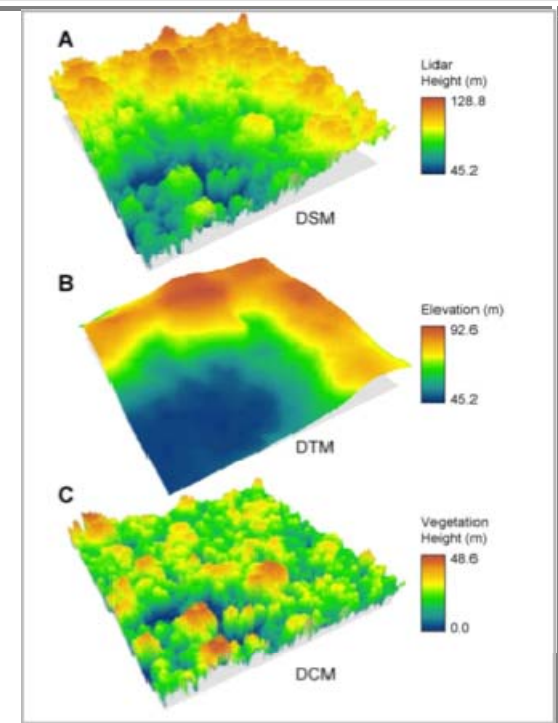 A
Lidar
Height (m)
128.8
45.2
DSM
B
Elevation (m)
92.6
45.2
DTM
C
Vegetation
Height (m)
48.6
0.0
DCM